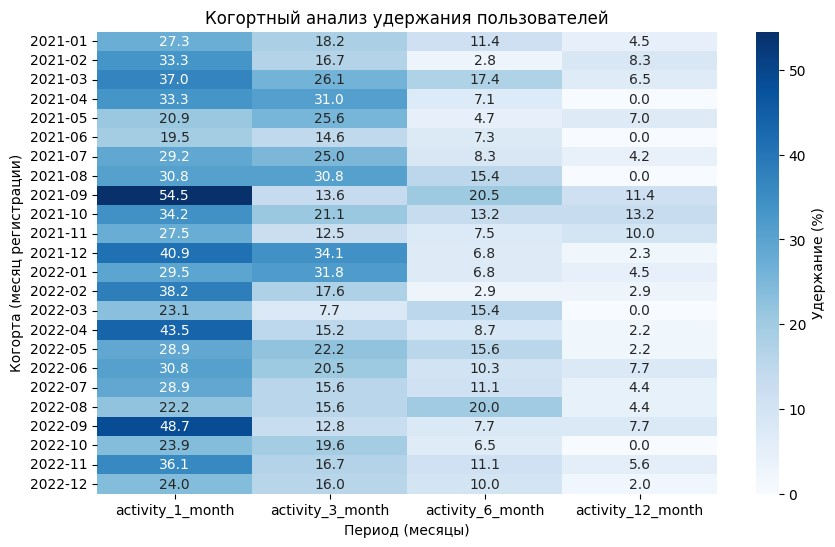 Когортный анализ удержания пользователей
Когорта (месяц регистрации)
2021-01 27.3 18.2 11.4 4.5
2021-02 33.3 16.7 2.8 8.3
2021-03 37.0 26.1 17.4 6.5
2021-04 33.3 31.0 7.1 0.0
2021-05 20.9 25.6 4.7 7.0
2021-06 19.5 14.6 7.3 0.0
2021-07 29.2 25.0 8.3 4.2
2021-08 30.8 30.8 15.4 0.0
2021-09 54.5 13.6 20.5 11.4
2021-10 34.2 21.1 13.2 13.2
2021-11 27.5 12.5 7.5 10.0
2021-12 40.9 34.1 6.8 2.3
2022-01 29.5 31.8 6.8 4.5
2022-02 38.2 17.6 2.9 2.9
2022-03 23.1 7.7 15.4 0.0
2022-04 43.5 15.2 8.7 2.2
2022-05 28.9 22.2 15.6 2.2
2022-06 30.8 20.5 10.3 7.7
2022-07 28.9 15.6 11.1 4.4
2022-08 22.2 15.6 20.0 4.4
2022-09 48.7 12.8 7.7 7.7
2022-10 23.9 19.6 6.5 0.0
2022-11 36.1 16.7 11.1 5.6
2022-12 24.0 16.0 10.0 2.0
activity_1_month activity_3_month activity_6_month activity_12_month
Период (месяцы)
50
40
30
20
10
0
Удержание (%)